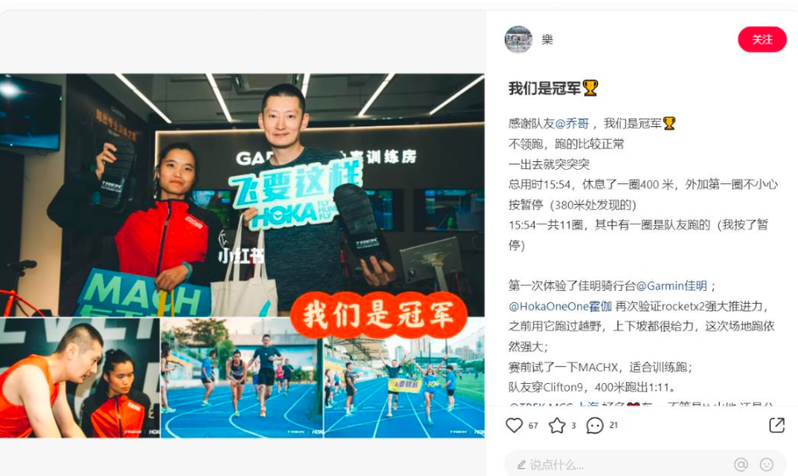 樂
关注
我们是冠军🏆
感谢队友@乔哥 ，我们是冠军🏆
不领跑，跑的比较正常
一出去就突突突
总用时15:54，休息了一圈400 米，外加第一圈不小心
按暂停（380米处发现的）
15:54一共11圈，其中有一圈是队友跑的（我按了暂
停）
第一次体验了佳明骑行台@Garmin佳明 ；
@HokaOneOne霍伽 再次验证rocketx2强大推进力，
之前用它跑过越野，上下坡都很给力，这次场地跑依
然强大；
赛前试了一下MACHX，适合训练跑；
队友穿Clifton9，400米跑出1:11。
67
3
21
说点什么...
训练房
飞要这样
HOKA
FLY
HUMAN
FLY
TREK
小红书
MACH
我们是冠军